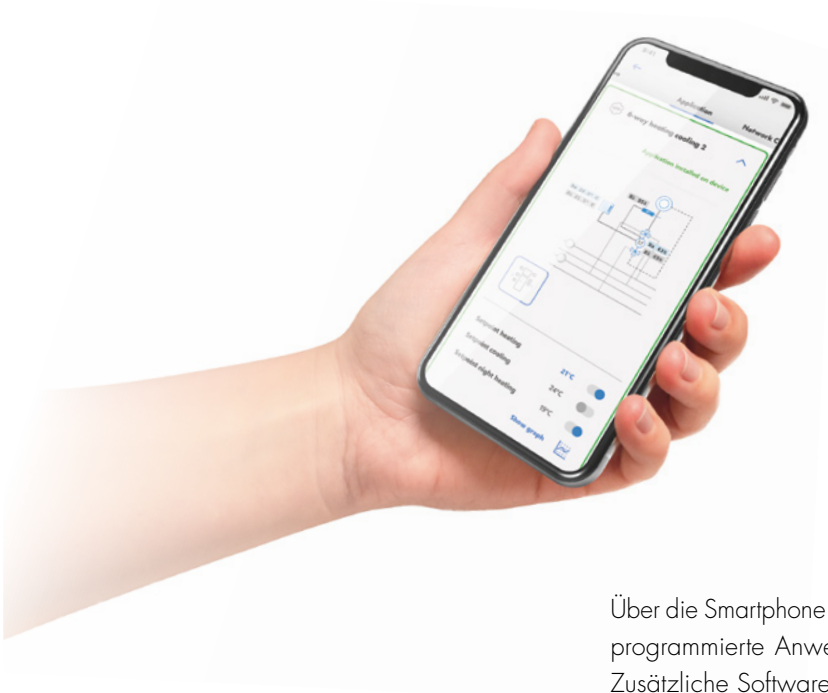 Application
Network C
6-way heating cooling 2
Application installed on device
Setpoint heating
21°C
Setpoint cooling
24°C
Setpoint night heating
19°C
Show graph
Über die Smartphone
programmierte Anwe
Zusätzliche Software